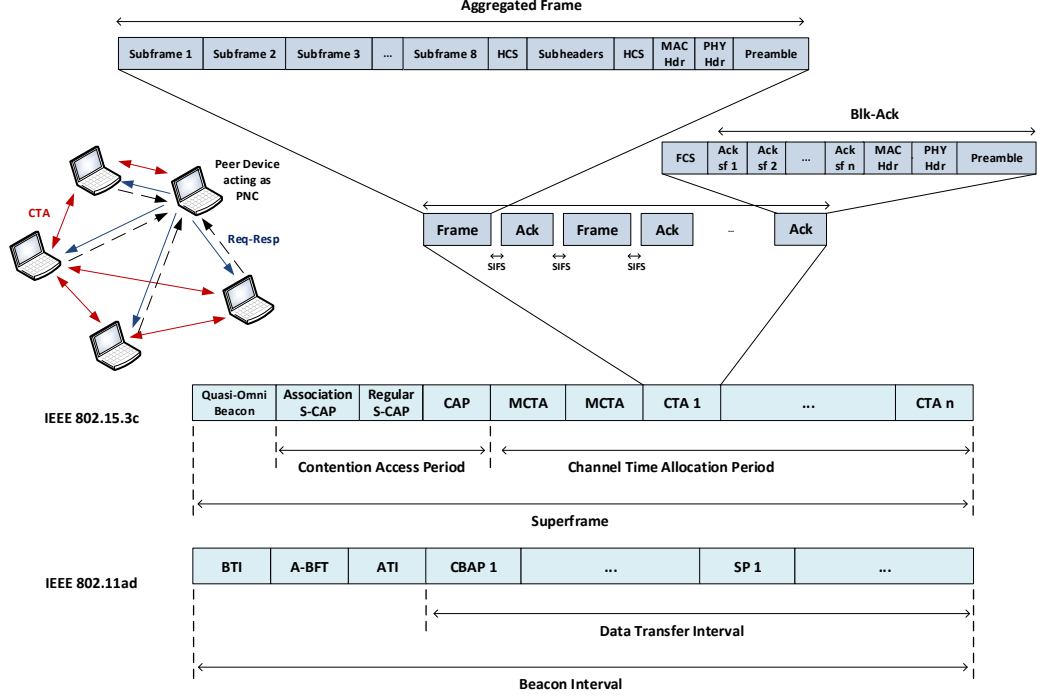 Aggregated Frame
Subframe 1 Subframe 2 Subframe 3 ... Subframe 8 HCS Subheaders HCS MAC Hdr PHY Hdr Preamble
Blk-Ack
FCS Ack sf 1 Ack sf 2 ... Ack sf n MAC Hdr PHY Hdr Preamble
Peer Device
acting as
PNC
CTA
Req-Resp
Frame Ack Frame Ack ... Ack
SIFS SIFS SIFS
IEEE 802.15.3c
Quasi-Omni Beacon Association S-CAP Regular S-CAP CAP MCTA MCTA CTA 1 ... CTA n
Contention Access Period Channel Time Allocation Period
Superframe
IEEE 802.11ad
BTI A-BFT ATI CBAP 1 ... SP 1 ...
Data Transfer Interval
Beacon Interval